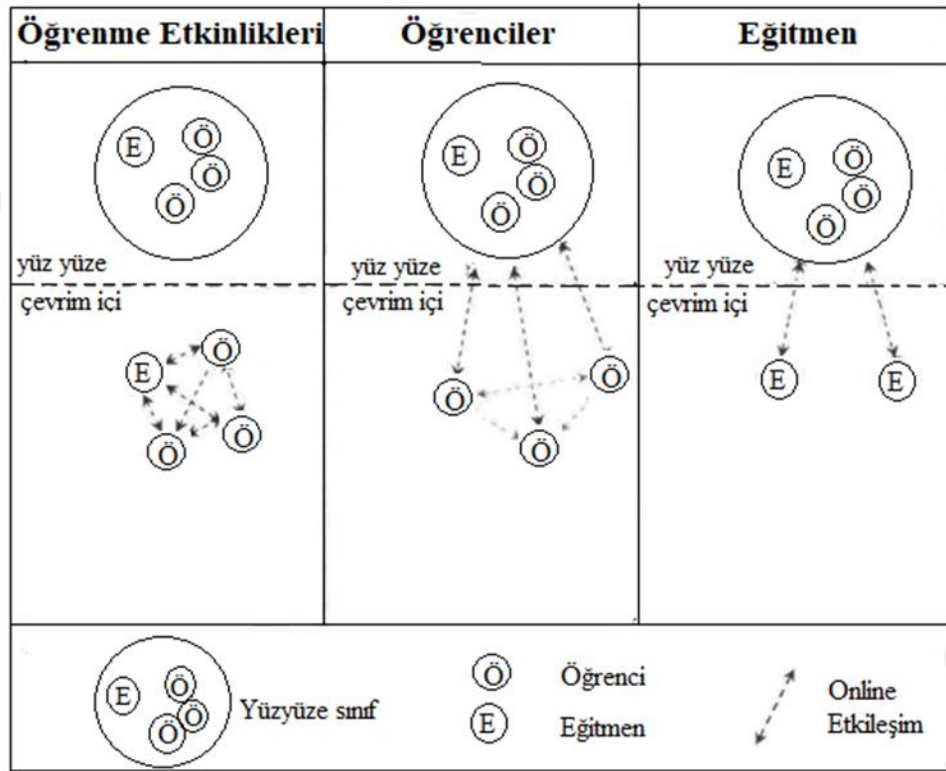 Öğrenme Etkinlikleri
Öğrenciler
Eğitmen
E
Ö
Ö
Ö
yüz yüze
çevrim içi
E
Ö
Ö
Ö
E
Ö
Ö
Ö
yüz yüze
çevrim içi
Ö
Ö
Ö
E
Ö
Ö
Ö
yüz yüze
çevrim içi
E
E
E
Ö
Ö
Ö
Yüzyüze sınıf
Ö
Öğrenci
E
Eğitmen
Online
Etkileşim